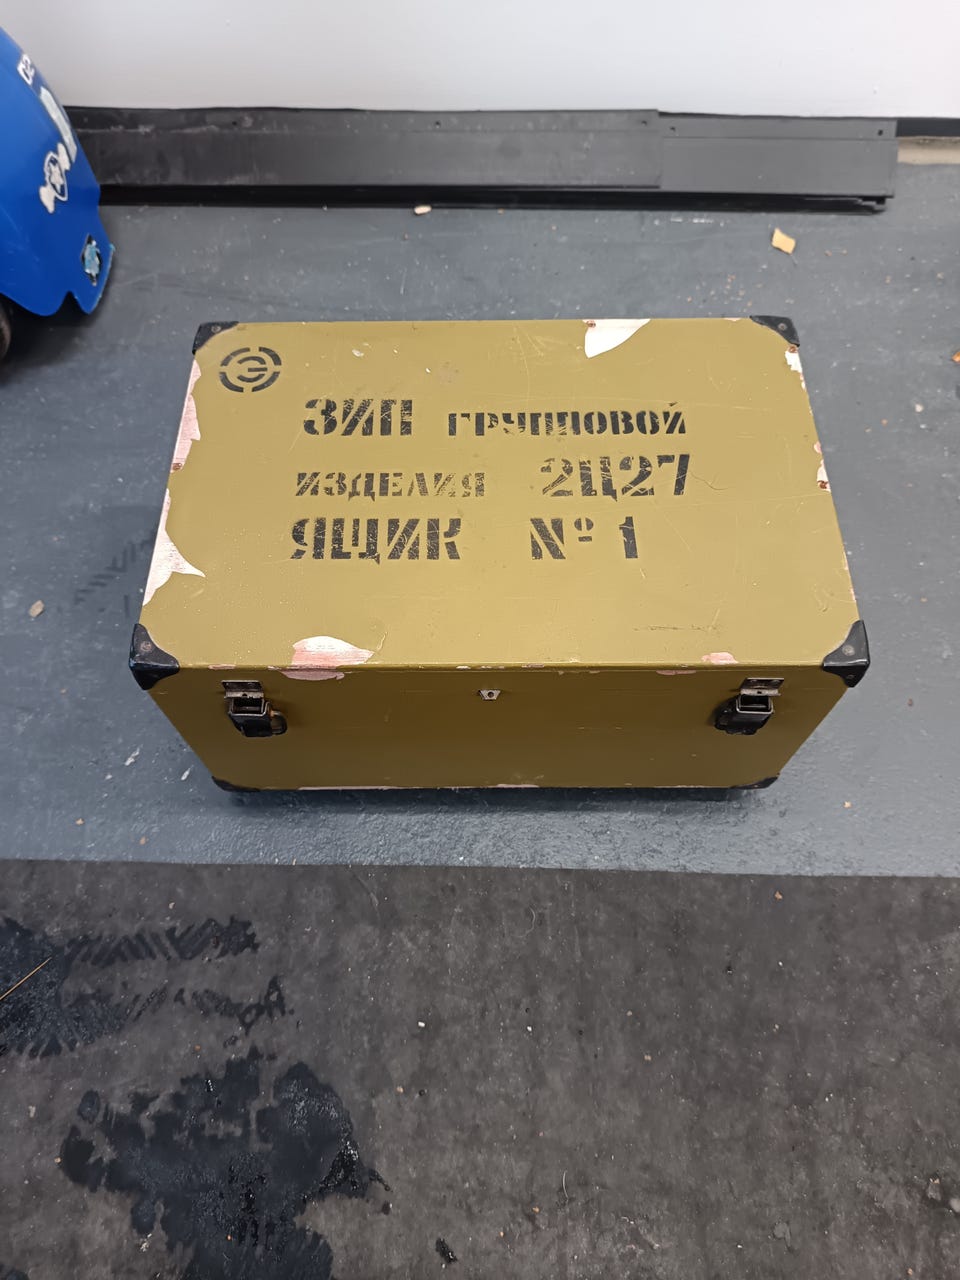 Э
ЗИП ГРУППОВОЙ
ИЗДЕЛИЯ 2Ц27
ЯЩИК № 1